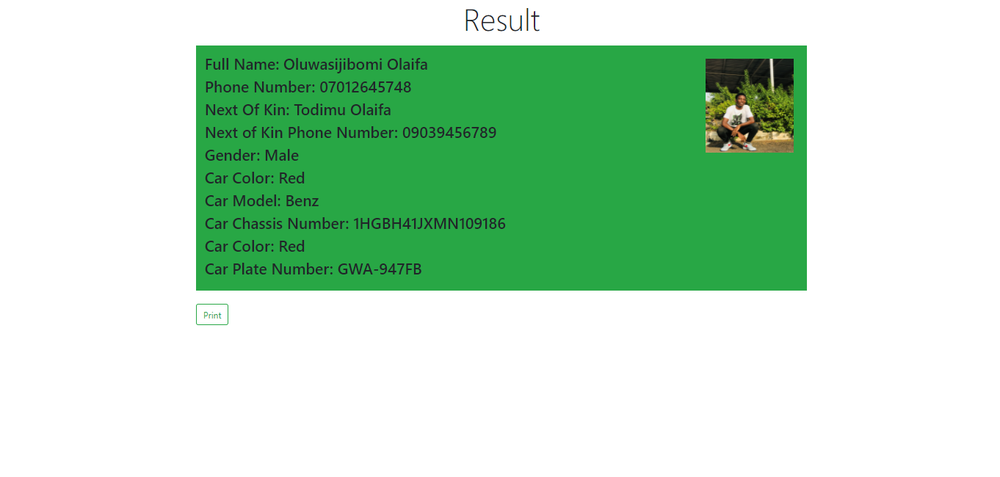 Result
Full Name: Oluwasijibomi Olaifa
Phone Number: 07012645748
Next Of Kin: Todimu Olaifa
Next of Kin Phone Number: 09039456789
Gender: Male
Car Color: Red
Car Model: Benz
Car Chassis Number: 1HGBH41JXMN109186
Car Color: Red
Car Plate Number: GWA-947FB
Print